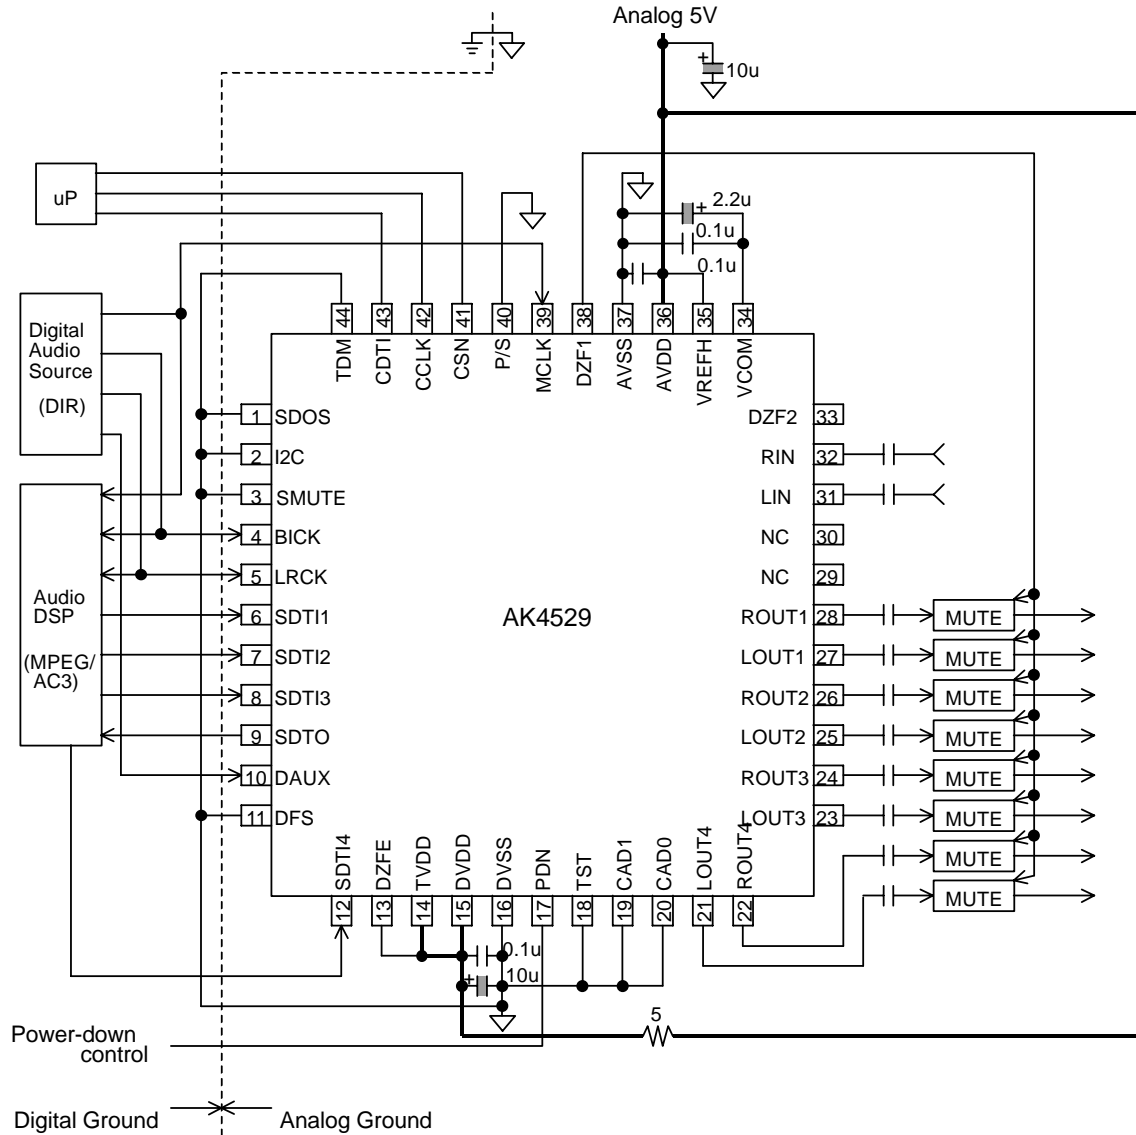 Analog 5V
+
10u
uP
2.2u
+
0.1u
0.1u
44 43 42 41 40 39 38 37 36 35 34
TDM CDTI CCLK CSN P/S MCLK DZF1 AVSS AVDD VREFH VCOM
Digital
Audio
Source
(DIR)
Audio
DSP
(MPEG/
AC3)
1 SDOS
2 I2C
3 SMUTE
4 BICK
5 LRCK
6 SDTI1
7 SDTI2
8 SDTI3
9 SDTO
10 DAUX
11 DFS
AK4529
DZF2 33
RIN 32
LIN 31
NC 30
NC 29
ROUT1 28 MUTE
LOUT1 27 MUTE
ROUT2 26 MUTE
LOUT2 25 MUTE
ROUT3 24 MUTE
LOUT3 23 MUTE
MUTE
MUTE
SDTI4 DZFE TVDD DVDD DVSS PDN TST CAD1 CAD0 LOUT4 ROUT4
12 13 14 15 16 17 18 19 20 21 22
0.1u
+
10u
5
Power-down
control
Digital Ground
Analog Ground